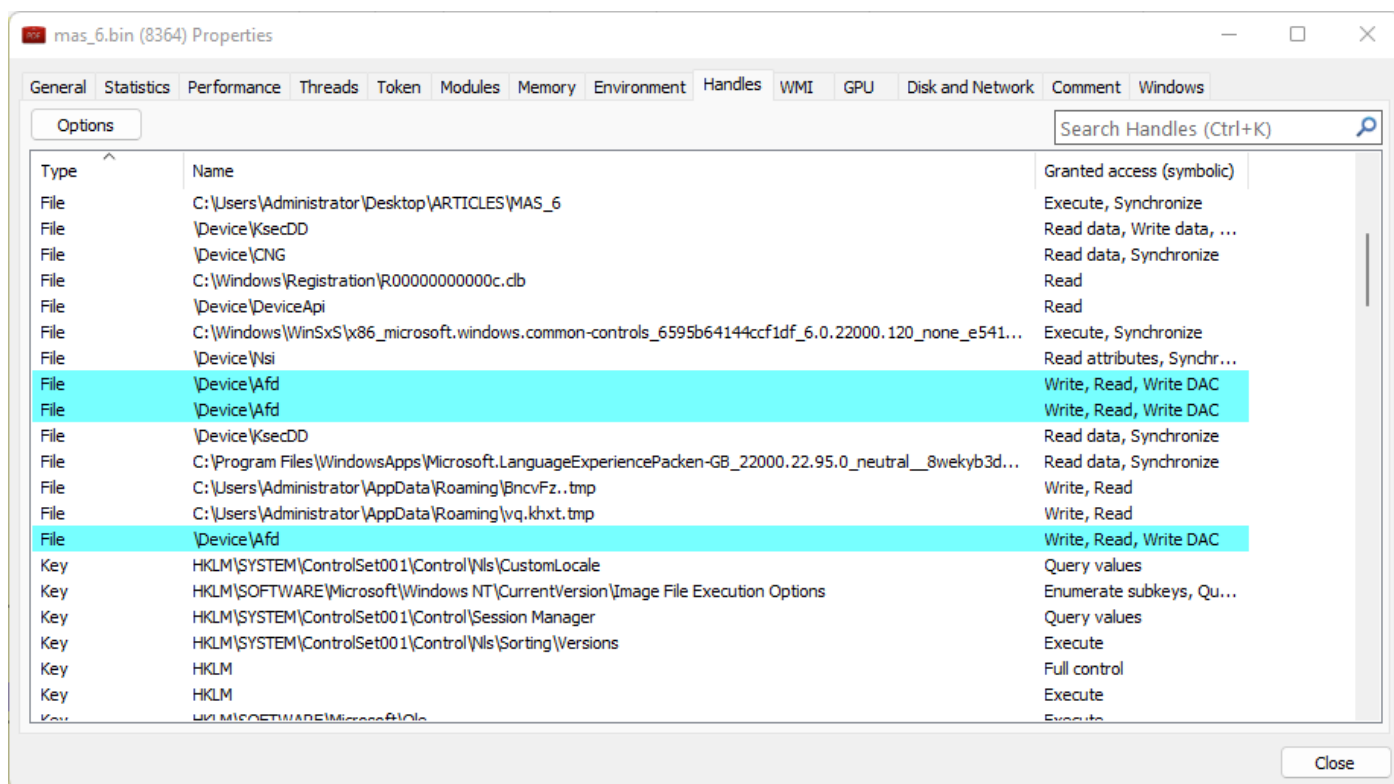 PDF mas_6.bin (8364) Properties
General Statistics Performance Threads Token Modules Memory Environment Handles WMI GPU Disk and Network Comment Windows
Options Search Handles (Ctrl+K)
Type Name Granted access (symbolic)
File C:\Users\Administrator\Desktop\ARTICLES\MAS_6 Execute, Synchronize
File \Device\KsecDD Read data, Write data, ...
File \Device\CNG Read data, Synchronize
File C:\Windows\Registration\R00000000000c.clb Read
File \Device\DeviceApi Read
File C:\Windows\WinSxS\x86_microsoft.windows.common-controls_6595b64144ccf1df_6.0.22000.120_none_e541... Execute, Synchronize
File \Device\Nsi Read attributes, Synchr...
File \Device\Afd Write, Read, Write DAC
File \Device\Afd Write, Read, Write DAC
File \Device\KsecDD Read data, Synchronize
File C:\Program Files\WindowsApps\Microsoft.LanguageExperiencePacken-GB_22000.22.95.0_neutral__8wekyb3d... Read data, Synchronize
File C:\Users\Administrator\AppData\Roaming\BncvFz..tmp Write, Read
File C:\Users\Administrator\AppData\Roaming\vq.khxt.tmp Write, Read
File \Device\Afd Write, Read, Write DAC
Key HKLM\SYSTEM\ControlSet001\Control\Nls\CustomLocale Query values
Key HKLM\SOFTWARE\Microsoft\Windows NT\CurrentVersion\Image File Execution Options Enumerate subkeys, Qu...
Key HKLM\SYSTEM\ControlSet001\Control\Session Manager Query values
Key HKLM\SYSTEM\ControlSet001\Control\Nls\Sorting\Versions Execute
Key HKLM Full control
Key HKLM Execute
Key HKLM\SOFTWARE\Microsoft\Ole Execute
Close